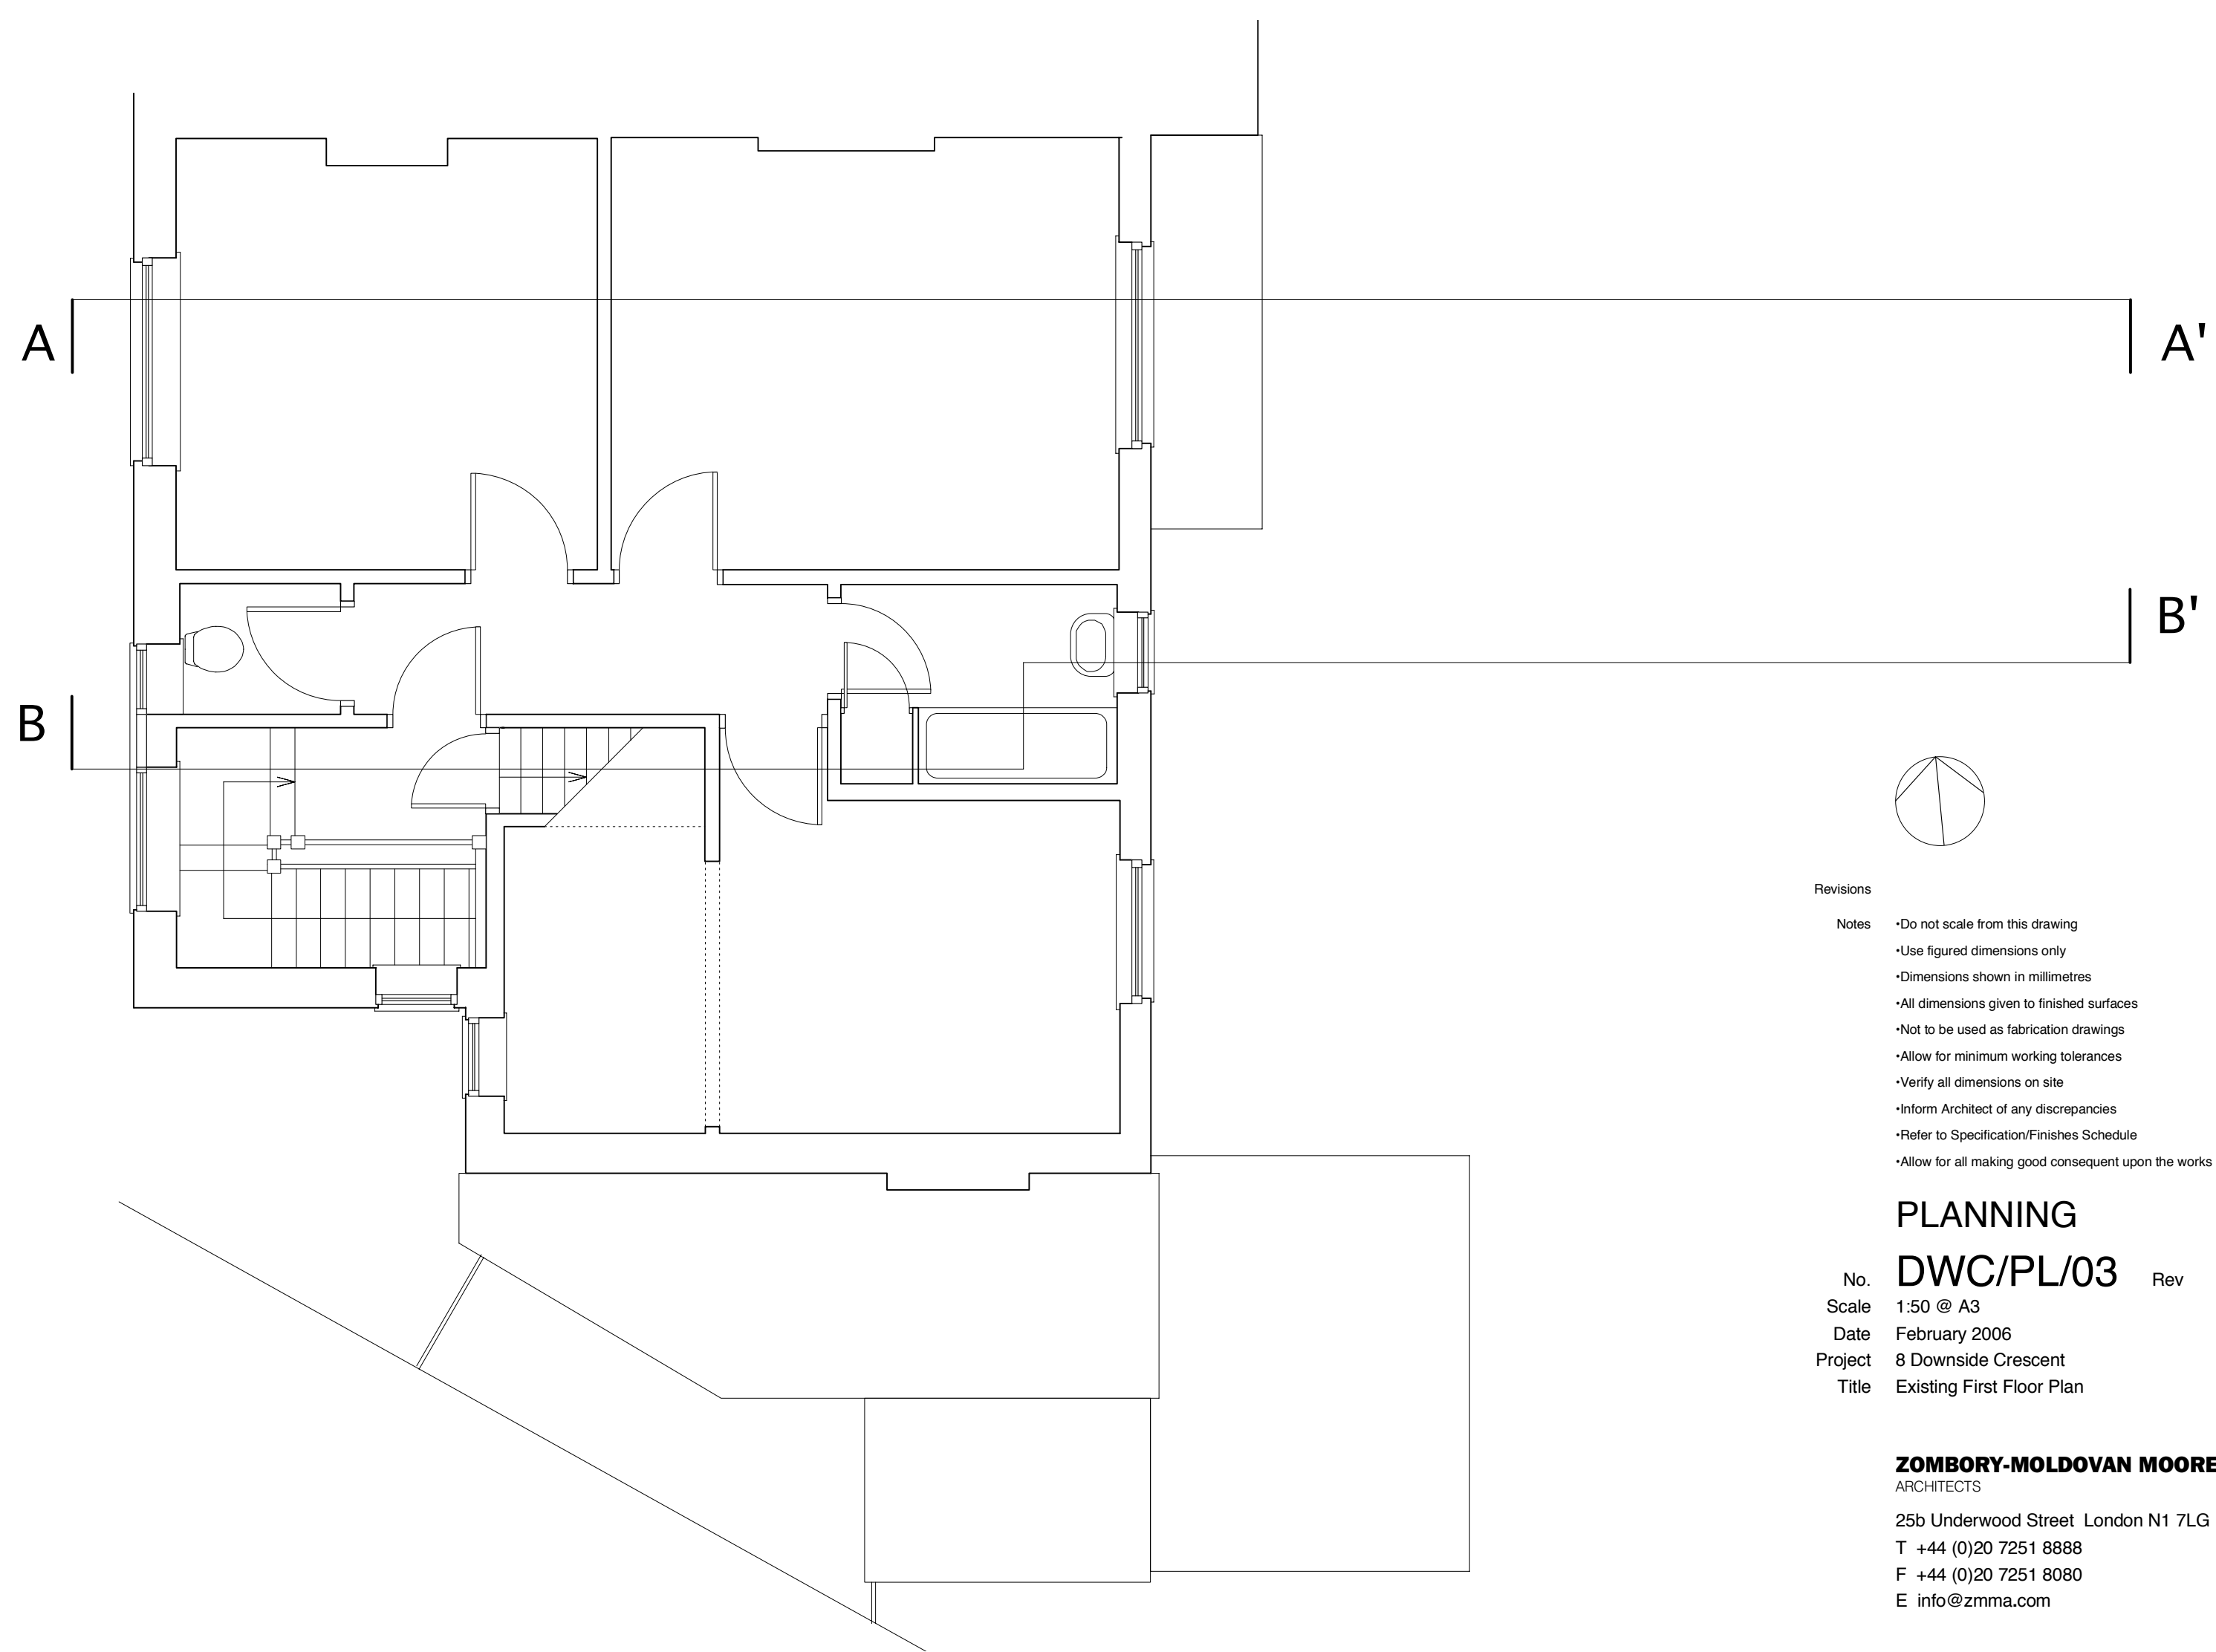 A
A'
B'
B
Revisions
Notes •Do not scale from this drawing
•Use figured dimensions only
•Dimensions shown in millimetres
•All dimensions given to finished surfaces
•Not to be used as fabrication drawings
•Allow for minimum working tolerances
•Verify all dimensions on site
•Inform Architect of any discrepancies
•Refer to Specification/Finishes Schedule
•Allow for all making good consequent upon the works
PLANNING
No. DWC/PL/03 Rev
Scale 1:50 @ A3
Date February 2006
Project 8 Downside Crescent
Title Existing First Floor Plan
ZOMBORY-MOLDOVAN MOORE
ARCHITECTS
25b Underwood Street London N1 7LG
T +44 (0)20 7251 8888
F +44 (0)20 7251 8080
E info@zmma.com